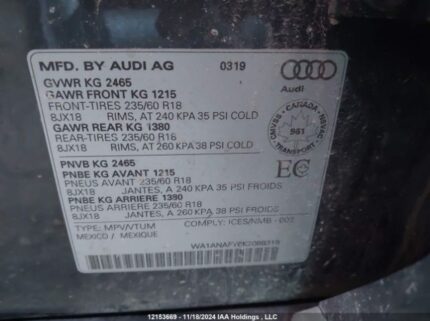 MFD. BY AUDI AG 0319
GVWR KG 2465
GAWR FRONT KG 1215
FRONT-TIRES 235/60 R18
8JX18 RIMS, AT 240 KPA 35 PSI COLD
GAWR REAR KG 1380
REAR-TIRES 235/60 R18
8JX18 RIMS, AT 260 KPA 38 PSI COLD
Audi
CMVSS - CANADA - NSVAC
961
TRANSPORT
PNVB KG 2465
PNBE KG AVANT 1215
PNEUS AVANT 235/60 R18
8JX18 JANTES, A 240 KPA 35 PSI FROIDS
PNBE KG ARRIERE 1380
PNEUS ARRIERE 235/60 R18
8JX18 JANTES, A 260 KPA 38 PSI FROIDS
EC
TYPE: MPV/VTUM COMPLY: ICES/NMB - 002
MEXICO / MEXIQUE
12153669 - 11/18/2024 IAA Holdings , LLC